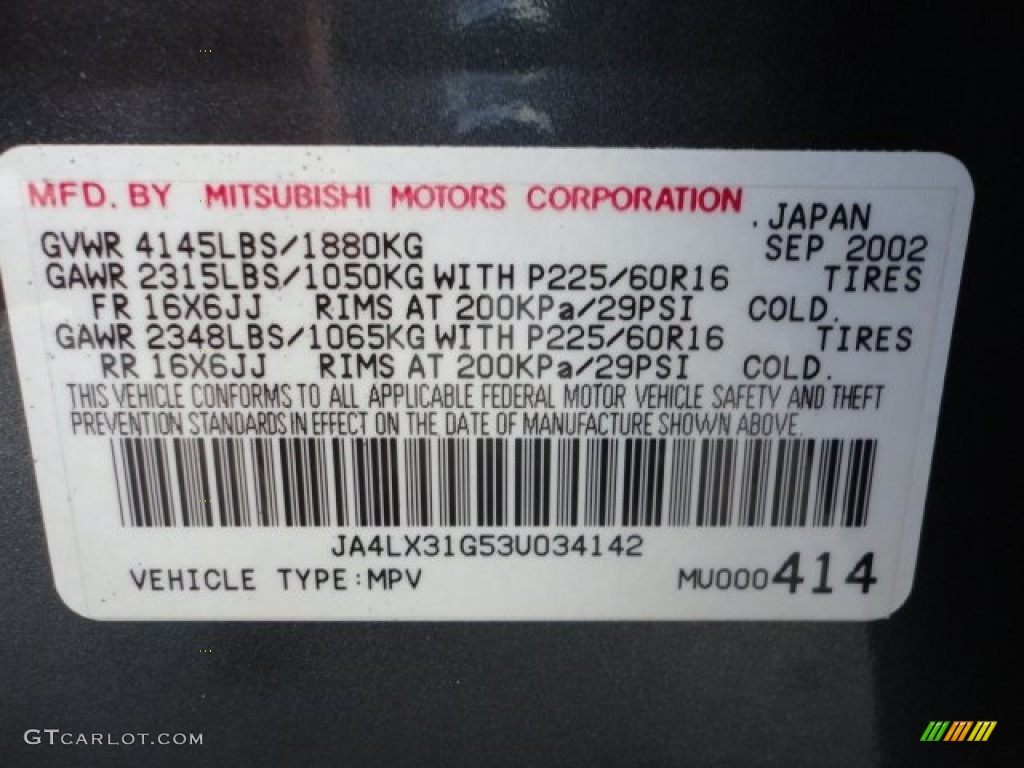 MFD. BY MITSUBISHI MOTORS CORPORATION
. JAPAN
GVWR 4145LBS/1880KG SEP 2002
GAWR 2315LBS/1050KG WITH P225/60R16 TIRES
FR 16X6JJ RIMS AT 200KPa/29PSI COLD.
GAWR 2348LBS/1065KG WITH P225/60R16 TIRES
RR 16X6JJ RIMS AT 200KPa/29PSI COLD.
THIS VEHICLE CONFORMS TO ALL APPLICABLE FEDERAL MOTOR VEHICLE SAFETY AND THEFT
PREVENTION STANDARDS IN EFFECT ON THE DATE OF MANUFACTURE SHOWN ABOVE.
JA4LX31G53U034142
VEHICLE TYPE:MPV MU000414
GTCARLOT.COM